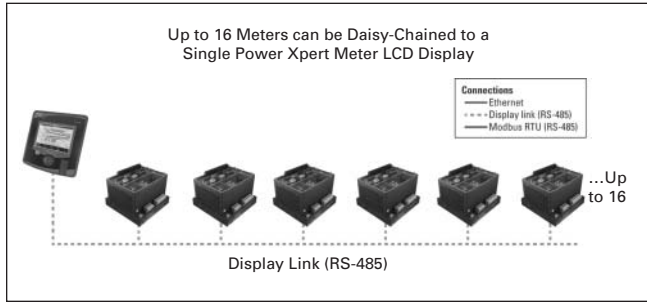 Up to 16 Meters can be Daisy-Chained to a
Single Power Xpert Meter LCD Display
Connections
Ethernet
Display link (RS-485)
Modbus RTU (RS-485)
...Up
to 16
Display Link (RS-485)